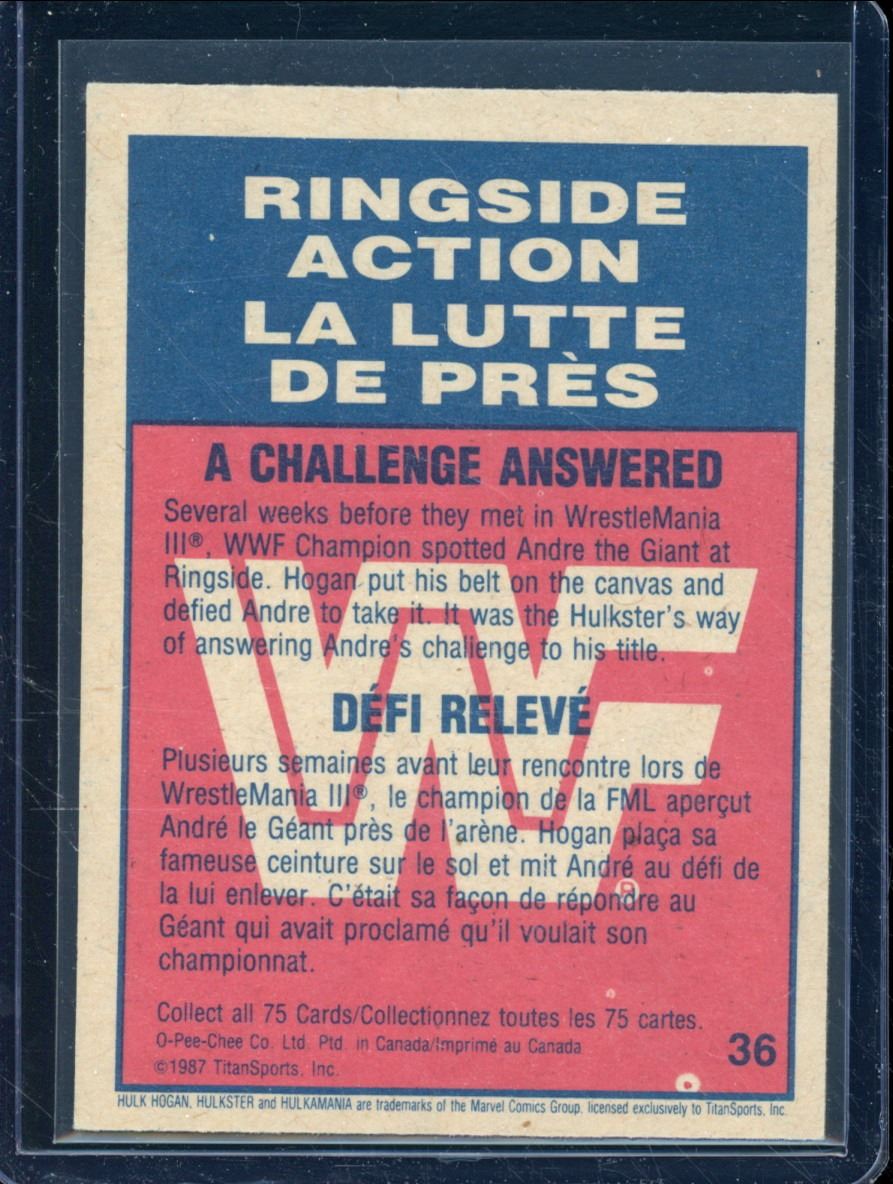 RINGSIDE
ACTION
LA LUTTE
DE PRÈS
A CHALLENGE ANSWERED
Several weeks before they met in WrestleMania
III®, WWF Champion spotted Andre the Giant at
Ringside. Hogan put his belt on the canvas and
defied Andre to take it. It was the Hulkster's way
of answering Andre's challenge to his title.
DÉFI RELEVÉ
Plusieurs semaines avant leur rencontre lors de
WrestleMania III®, le champion de la FML aperçut
André le Géant près de l'arène. Hogan plaça sa
fameuse ceinture sur le sol et mit André au défi de
la lui enlever. C'était sa façon de répondre au
Géant qui avait proclamé qu'il voulait son
championnat.
WF ®
Collect all 75 Cards/Collectionnez toutes les 75 cartes.
O-Pee-Chee Co. Ltd. Ptd. in Canada/Imprimé au Canada
©1987 TitanSports, Inc.
36
HULK HOGAN, HULKSTER and HULKAMANIA are trademarks of the Marvel Comics Group, licensed exclusively to TitanSports, Inc.